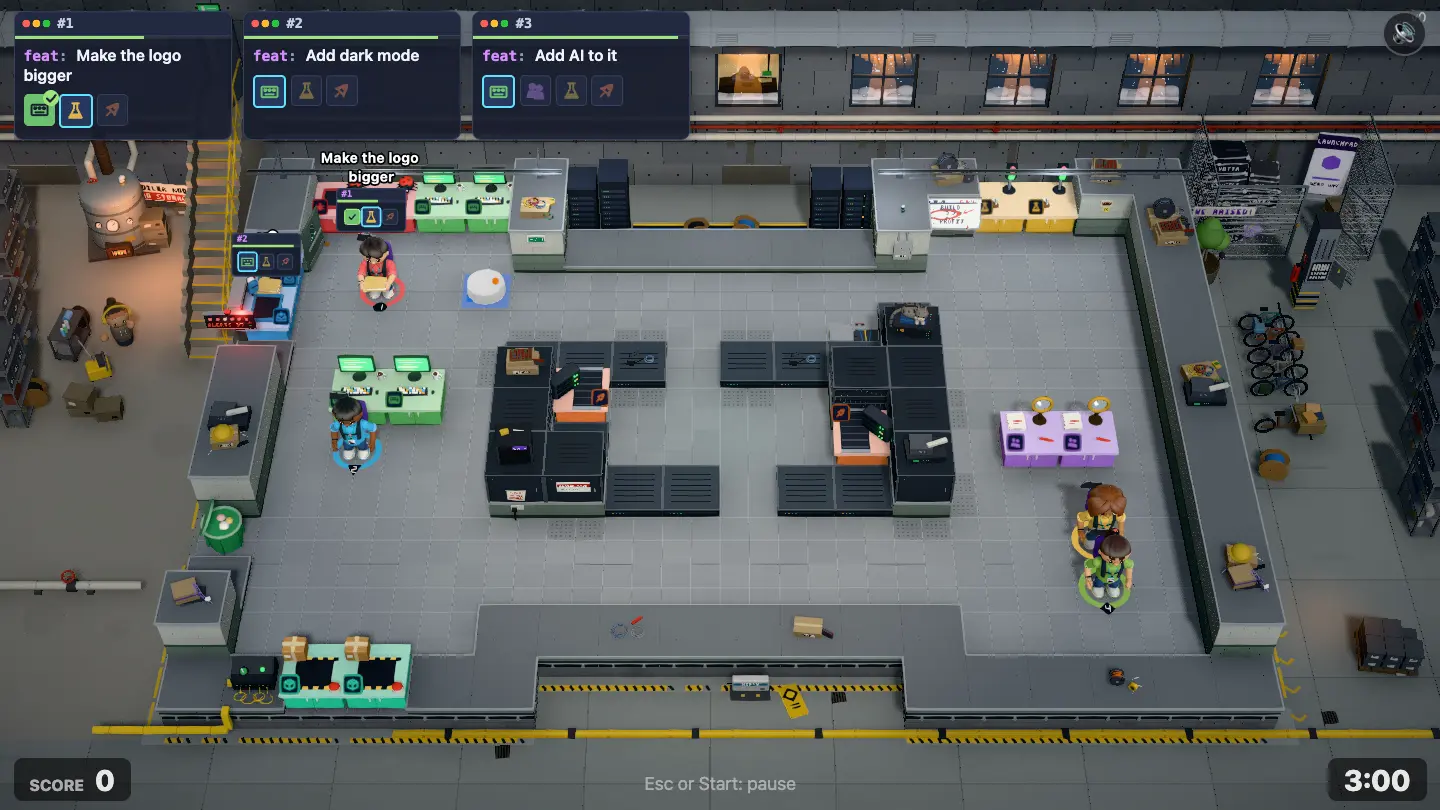 #1
feat: Make the logo
bigger
#2
feat: Add dark mode
#3
feat: Add AI to it
Make the logo
bigger
#1
#2
LAUNCHPAD
BUILD
SCORE 0
Esc or Start: pause
3:00